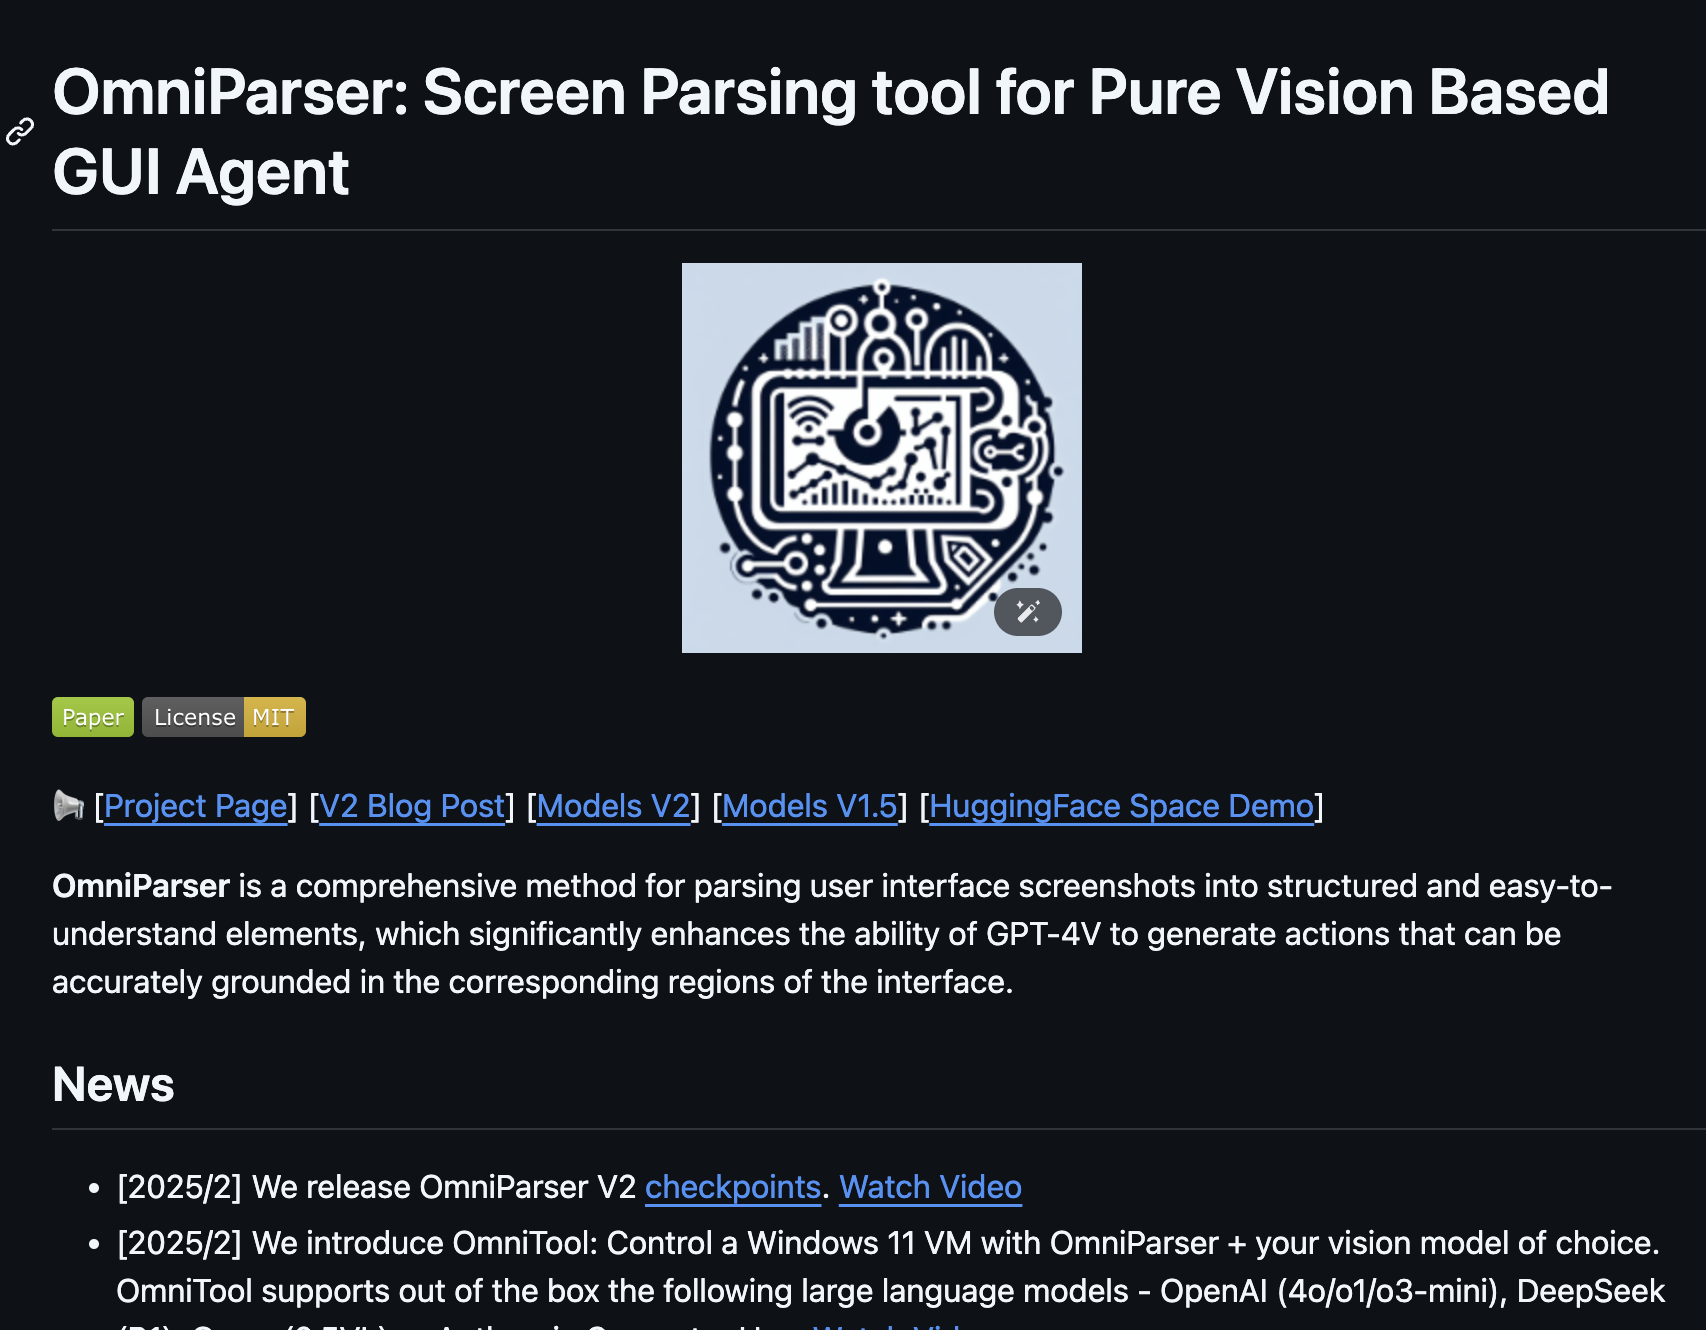 OmniParser: Screen Parsing tool for Pure Vision Based
GUI Agent
Paper License MIT
[Project Page] [V2 Blog Post] [Models V2] [Models V1.5] [HuggingFace Space Demo]
OmniParser is a comprehensive method for parsing user interface screenshots into structured and easy-to-
understand elements, which significantly enhances the ability of GPT-4V to generate actions that can be
accurately grounded in the corresponding regions of the interface.
News
• [2025/2] We release OmniParser V2 checkpoints. Watch Video
• [2025/2] We introduce OmniTool: Control a Windows 11 VM with OmniParser + your vision model of choice.
OmniTool supports out of the box the following large language models - OpenAI (4o/o1/o3-mini), DeepSeek